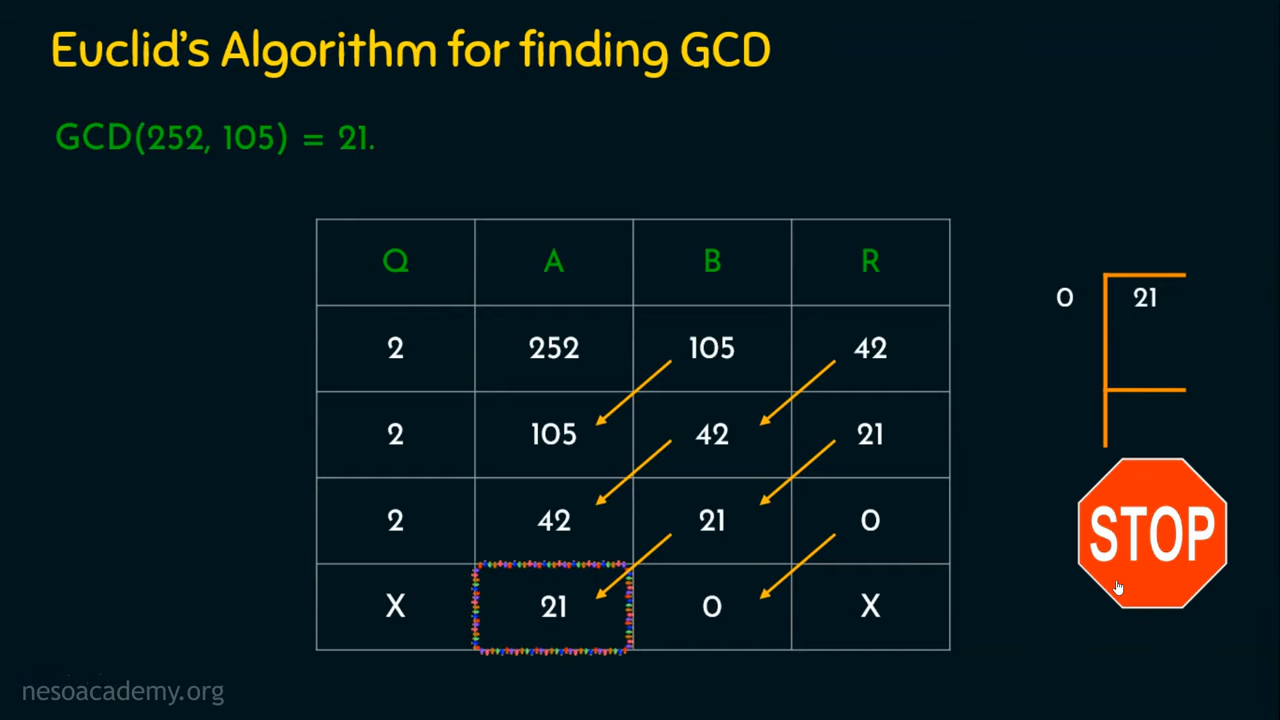 Euclid's Algorithm for finding GCD
GCD(252, 105) = 21.
Q A B R
2 252 105 42
2 105 42 21
2 42 21 0
X 21 0 X
0 21
STOP
nesoacademy.org